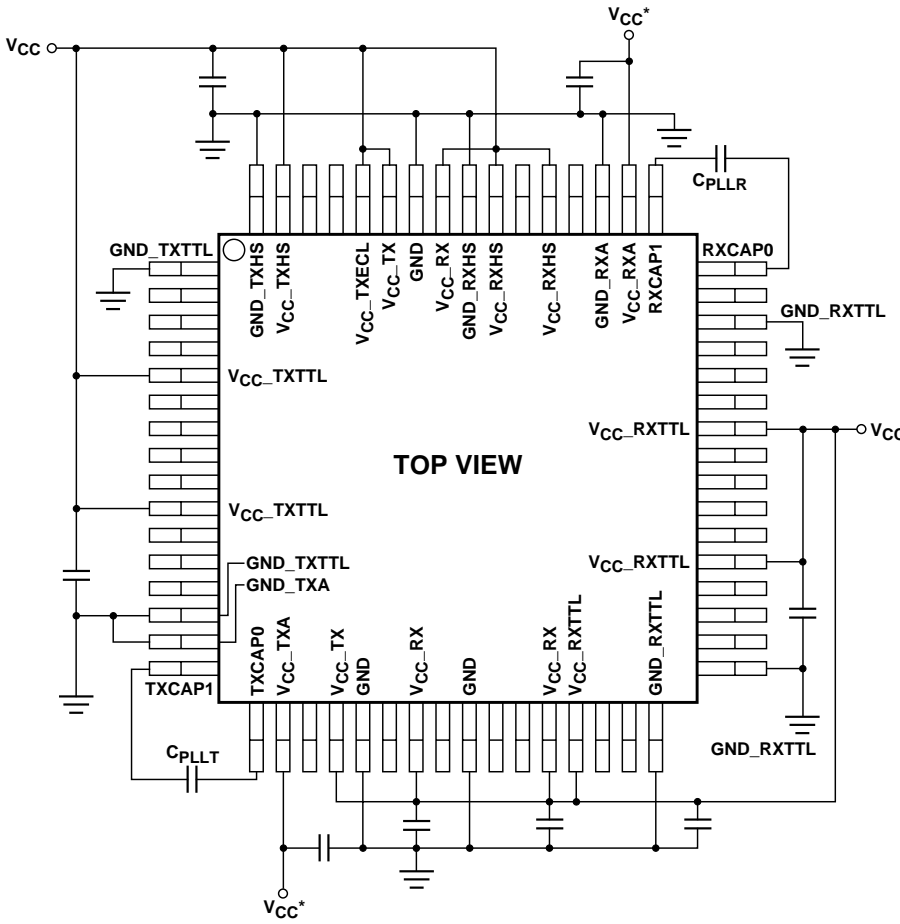 VCC*
VCC
CPLLR
GND_TXTTL
GND_TXHS
VCC_TXHS
VCC_TXECL
VCC_TX
GND
VCC_RX
GND_RXHS
VCC_RXHS
VCC_RXHS
GND_RXA
VCC_RXA
RXCAP1
RXCAP0
GND_RXTTL
VCC_TXTTL
VCC_RXTTL
VCC
TOP VIEW
VCC_TXTTL
GND_TXTTL
VCC_RXTTL
GND_TXA
TXCAP1
TXCAP0
VCC_TXA
VCC_TX
GND
VCC_RX
GND
VCC_RX
VCC_RXTTL
GND_RXTTL
GND_RXTTL
CPLLT
VCC*